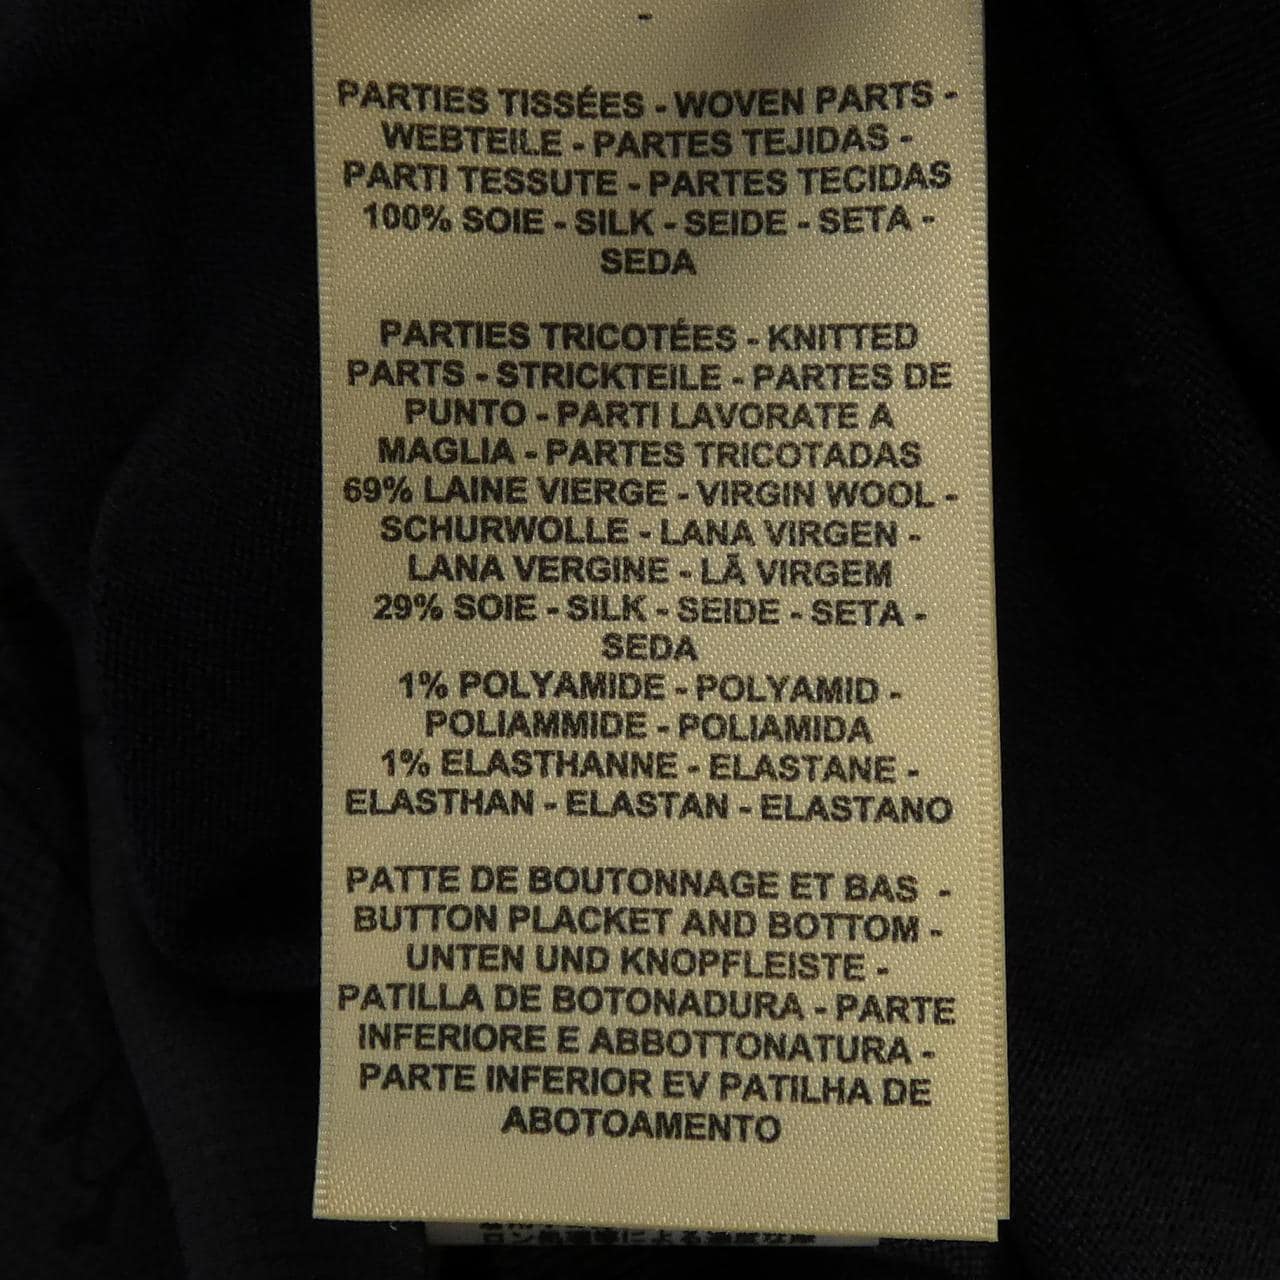 -
PARTIES TISSÉES - WOVEN PARTS -
WEBTEILE - PARTES TEJIDAS -
PARTI TESSUTE - PARTES TECIDAS
100% SOIE - SILK - SEIDE - SETA -
SEDA
PARTIES TRICOTÉES - KNITTED
PARTS - STRICKTEILE - PARTES DE
PUNTO - PARTI LAVORATE A
MAGLIA - PARTES TRICOTADAS
69% LAINE VIERGE - VIRGIN WOOL -
SCHURWOLLE - LANA VIRGEN -
LANA VERGINE - LÃ VIRGEM
29% SOIE - SILK - SEIDE - SETA -
SEDA
1% POLYAMIDE - POLYAMID -
POLIAMMIDE - POLIAMIDA
1% ELASTHANNE - ELASTANE -
ELASTHAN - ELASTAN - ELASTANO
PATTE DE BOUTONNAGE ET BAS -
BUTTON PLACKET AND BOTTOM -
UNTEN UND KNOPFLEISTE -
PATILLA DE BOTONADURA - PARTE
INFERIORE E ABBOTTONATURA -
PARTE INFERIOR EV PATILHA DE
ABOTOAMENTO